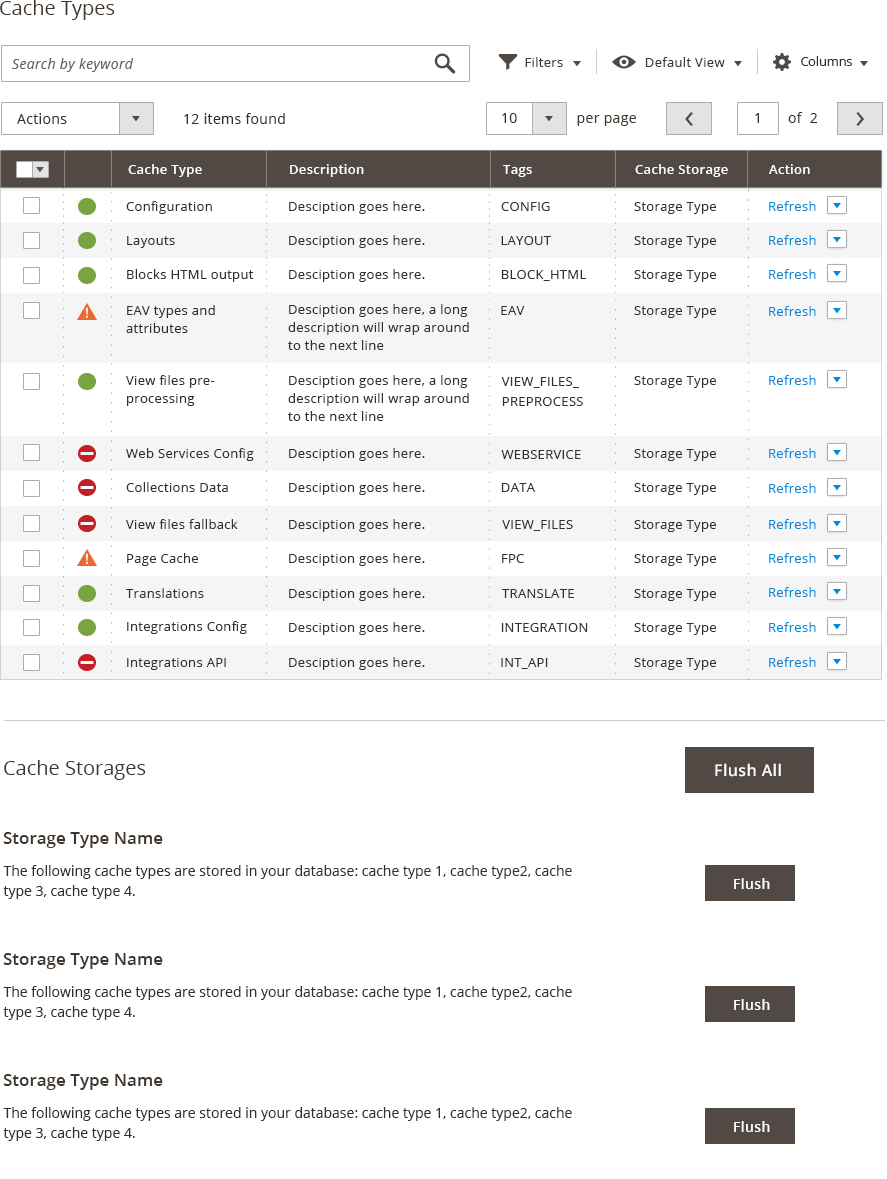 Cache Types
Search by keyword
Filters
Default View
Columns
Actions
12 items found
10
per page
1
of 2
Cache Type Description Tags Cache Storage Action
Configuration Desciption goes here. CONFIG Storage Type Refresh
Layouts Desciption goes here. LAYOUT Storage Type Refresh
Blocks HTML output Desciption goes here. BLOCK_HTML Storage Type Refresh
EAV types and Desciption goes here, a long EAV Storage Type Refresh
attributes description will wrap around
to the next line
View files pre- Desciption goes here, a long VIEW_FILES_ Storage Type Refresh
processing description will wrap around PREPROCESS
to the next line
Web Services Config Desciption goes here. WEBSERVICE Storage Type Refresh
Collections Data Desciption goes here. DATA Storage Type Refresh
View files fallback Desciption goes here. VIEW_FILES Storage Type Refresh
Page Cache Desciption goes here. FPC Storage Type Refresh
Translations Desciption goes here. TRANSLATE Storage Type Refresh
Integrations Config Desciption goes here. INTEGRATION Storage Type Refresh
Integrations API Desciption goes here. INT_API Storage Type Refresh
Cache Storages
Flush All
Storage Type Name
The following cache types are stored in your database: cache type 1, cache type2, cache
type 3, cache type 4.
Flush
Storage Type Name
The following cache types are stored in your database: cache type 1, cache type2, cache
type 3, cache type 4.
Flush
Storage Type Name
The following cache types are stored in your database: cache type 1, cache type2, cache
type 3, cache type 4.
Flush